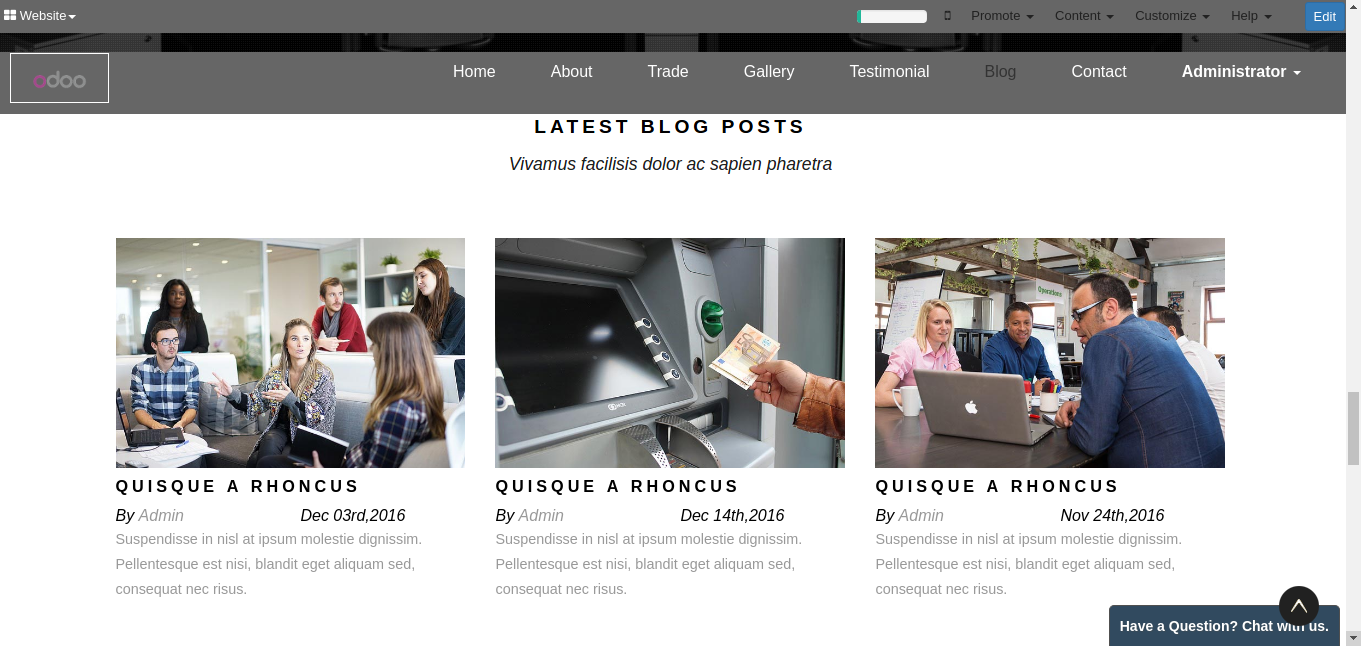 Website
Promote Content Customize Help Edit
odoo Home About Trade Gallery Testimonial Blog Contact Administrator
LATEST BLOG POSTS
Vivamus facilisis dolor ac sapien pharetra
Operations
QUISQUE A RHONCUS
By Admin Dec 03rd,2016
Suspendisse in nisl at ipsum molestie dignissim.
Pellentesque est nisi, blandit eget aliquam sed,
consequat nec risus.
QUISQUE A RHONCUS
By Admin Dec 14th,2016
Suspendisse in nisl at ipsum molestie dignissim.
Pellentesque est nisi, blandit eget aliquam sed,
consequat nec risus.
QUISQUE A RHONCUS
By Admin Nov 24th,2016
Suspendisse in nisl at ipsum molestie dignissim.
Pellentesque est nisi, blandit eget aliquam sed,
consequat nec risus.
Have a Question? Chat with us.